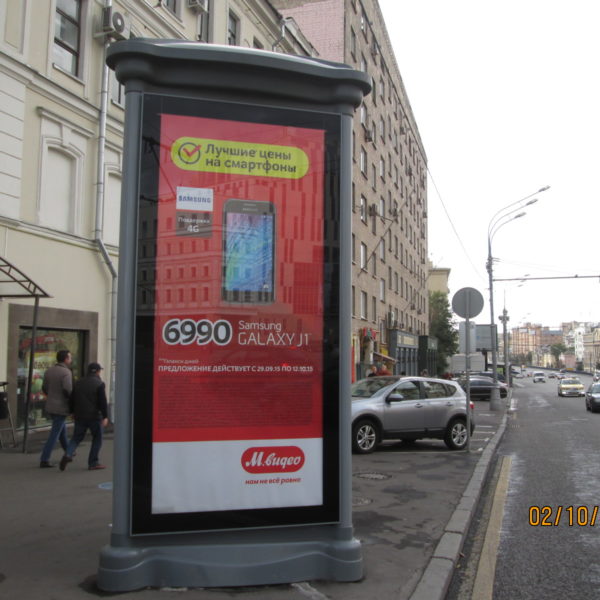 Лучшие цены
на смартфоны
SAMSUNG
Поддержка
4G
6990
Samsung
GALAXY J1
ПРЕДЛОЖЕНИЕ ДЕЙСТВУЕТ С 29.09.15 ПО 12.10.15
М.видео
нам не всё равно
02/10/